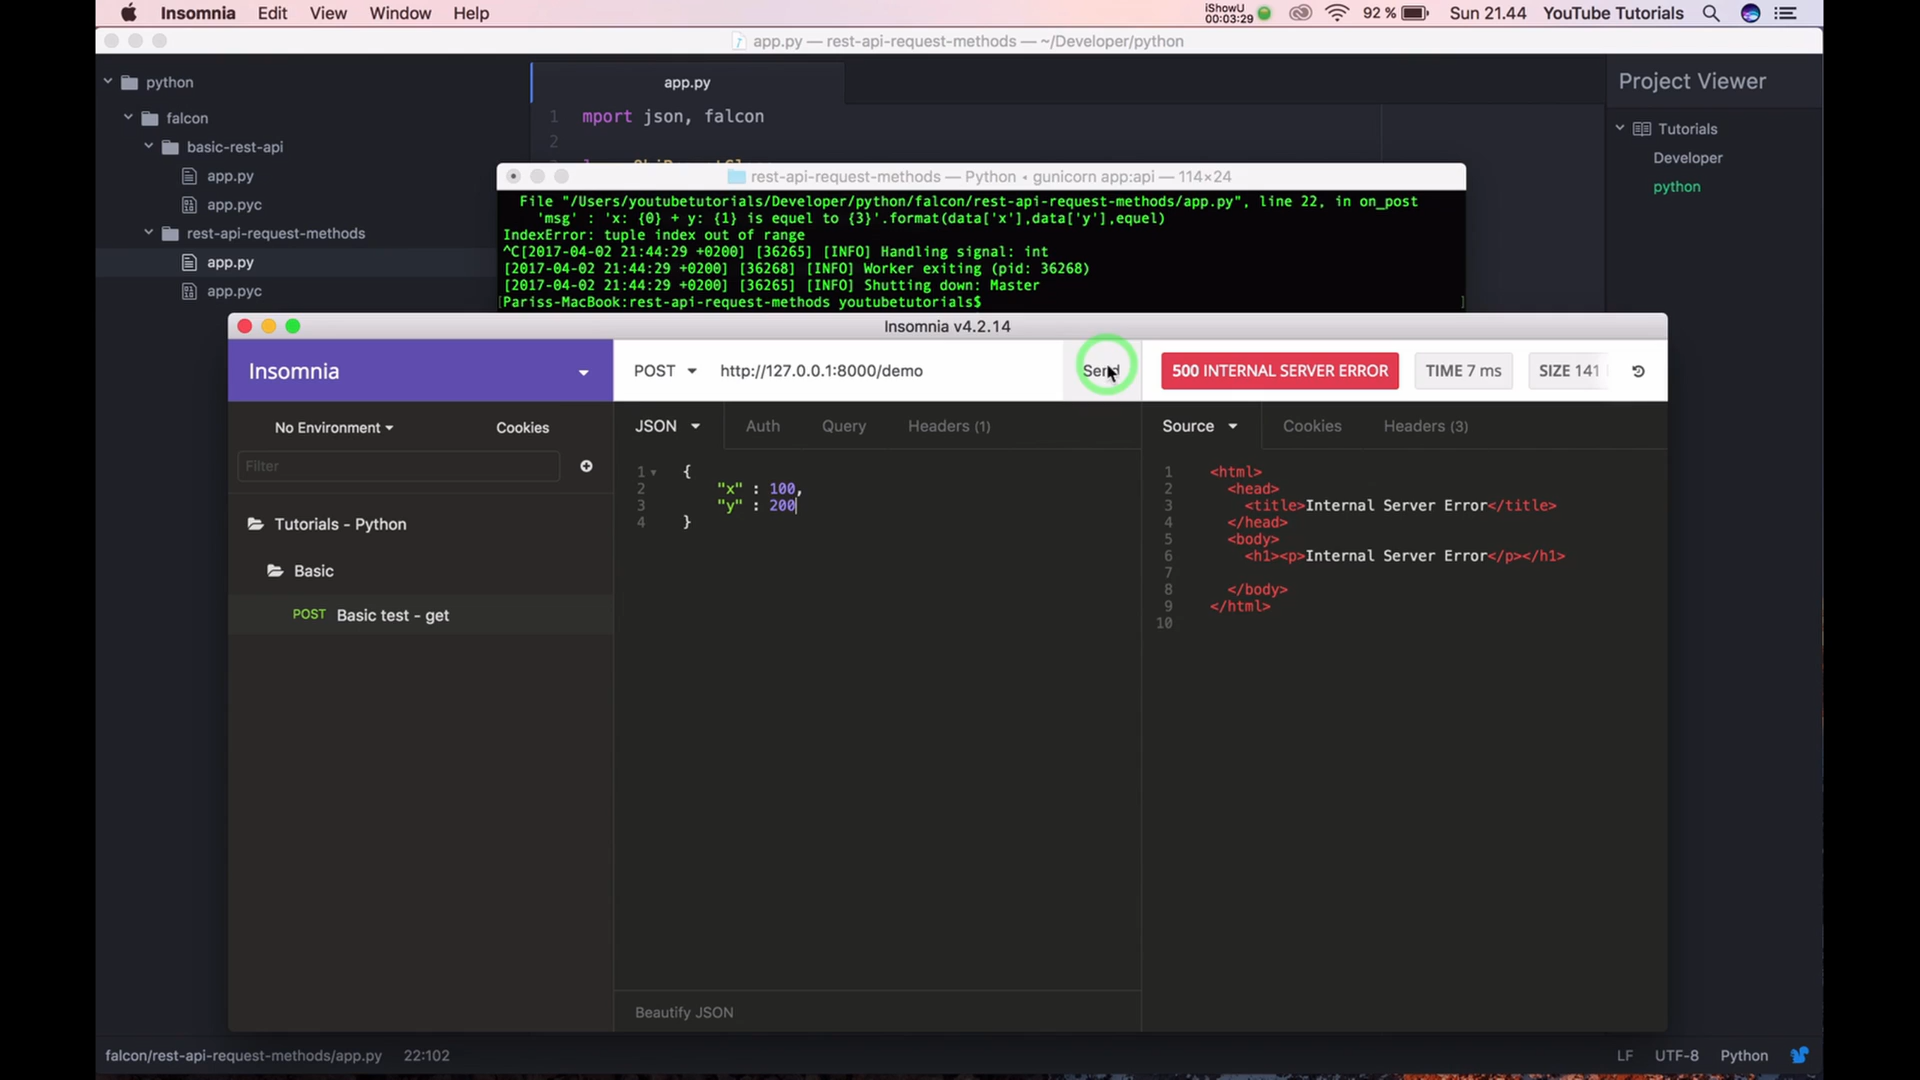 Insomnia Edit View Window Help
iShowU
00:03:29
92 % Sun 21.44 YouTube Tutorials
app.py — rest-api-request-methods — ~/Developer/python
python
falcon
basic-rest-api
app.py
app.pyc
rest-api-request-methods
app.py
app.pyc
app.py
1 mport json, falcon
2
Project Viewer
Tutorials
Developer
python
rest-api-request-methods — Python • gunicorn app:api — 114×24
File "/Users/youtubetutorials/Developer/python/falcon/rest-api-request-methods/app.py", line 22, in on_post
'msg' : 'x: {0} + y: {1} is equel to {3}'.format(data['x'],data['y'],equel)
IndexError: tuple index out of range
^C[2017-04-02 21:44:29 +0200] [36265] [INFO] Handling signal: int
[2017-04-02 21:44:29 +0200] [36268] [INFO] Worker exiting (pid: 36268)
[2017-04-02 21:44:29 +0200] [36265] [INFO] Shutting down: Master
[Pariss-MacBook:rest-api-request-methods youtubetutorials$ ]
Insomnia v4.2.14
Insomnia
POST http://127.0.0.1:8000/demo Send
500 INTERNAL SERVER ERROR TIME 7 ms SIZE 141
No Environment Cookies
Filter
Tutorials - Python
Basic
POST Basic test - get
JSON Auth Query Headers (1)
1 {
2 "x" : 100,
3 "y" : 200
4 }
Beautify JSON
Source Cookies Headers (3)
1 <html>
2 <head>
3 <title>Internal Server Error</title>
4 </head>
5 <body>
6 <h1><p>Internal Server Error</p></h1>
7
8 </body>
9 </html>
10
falcon/rest-api-request-methods/app.py 22:102
LF UTF-8 Python